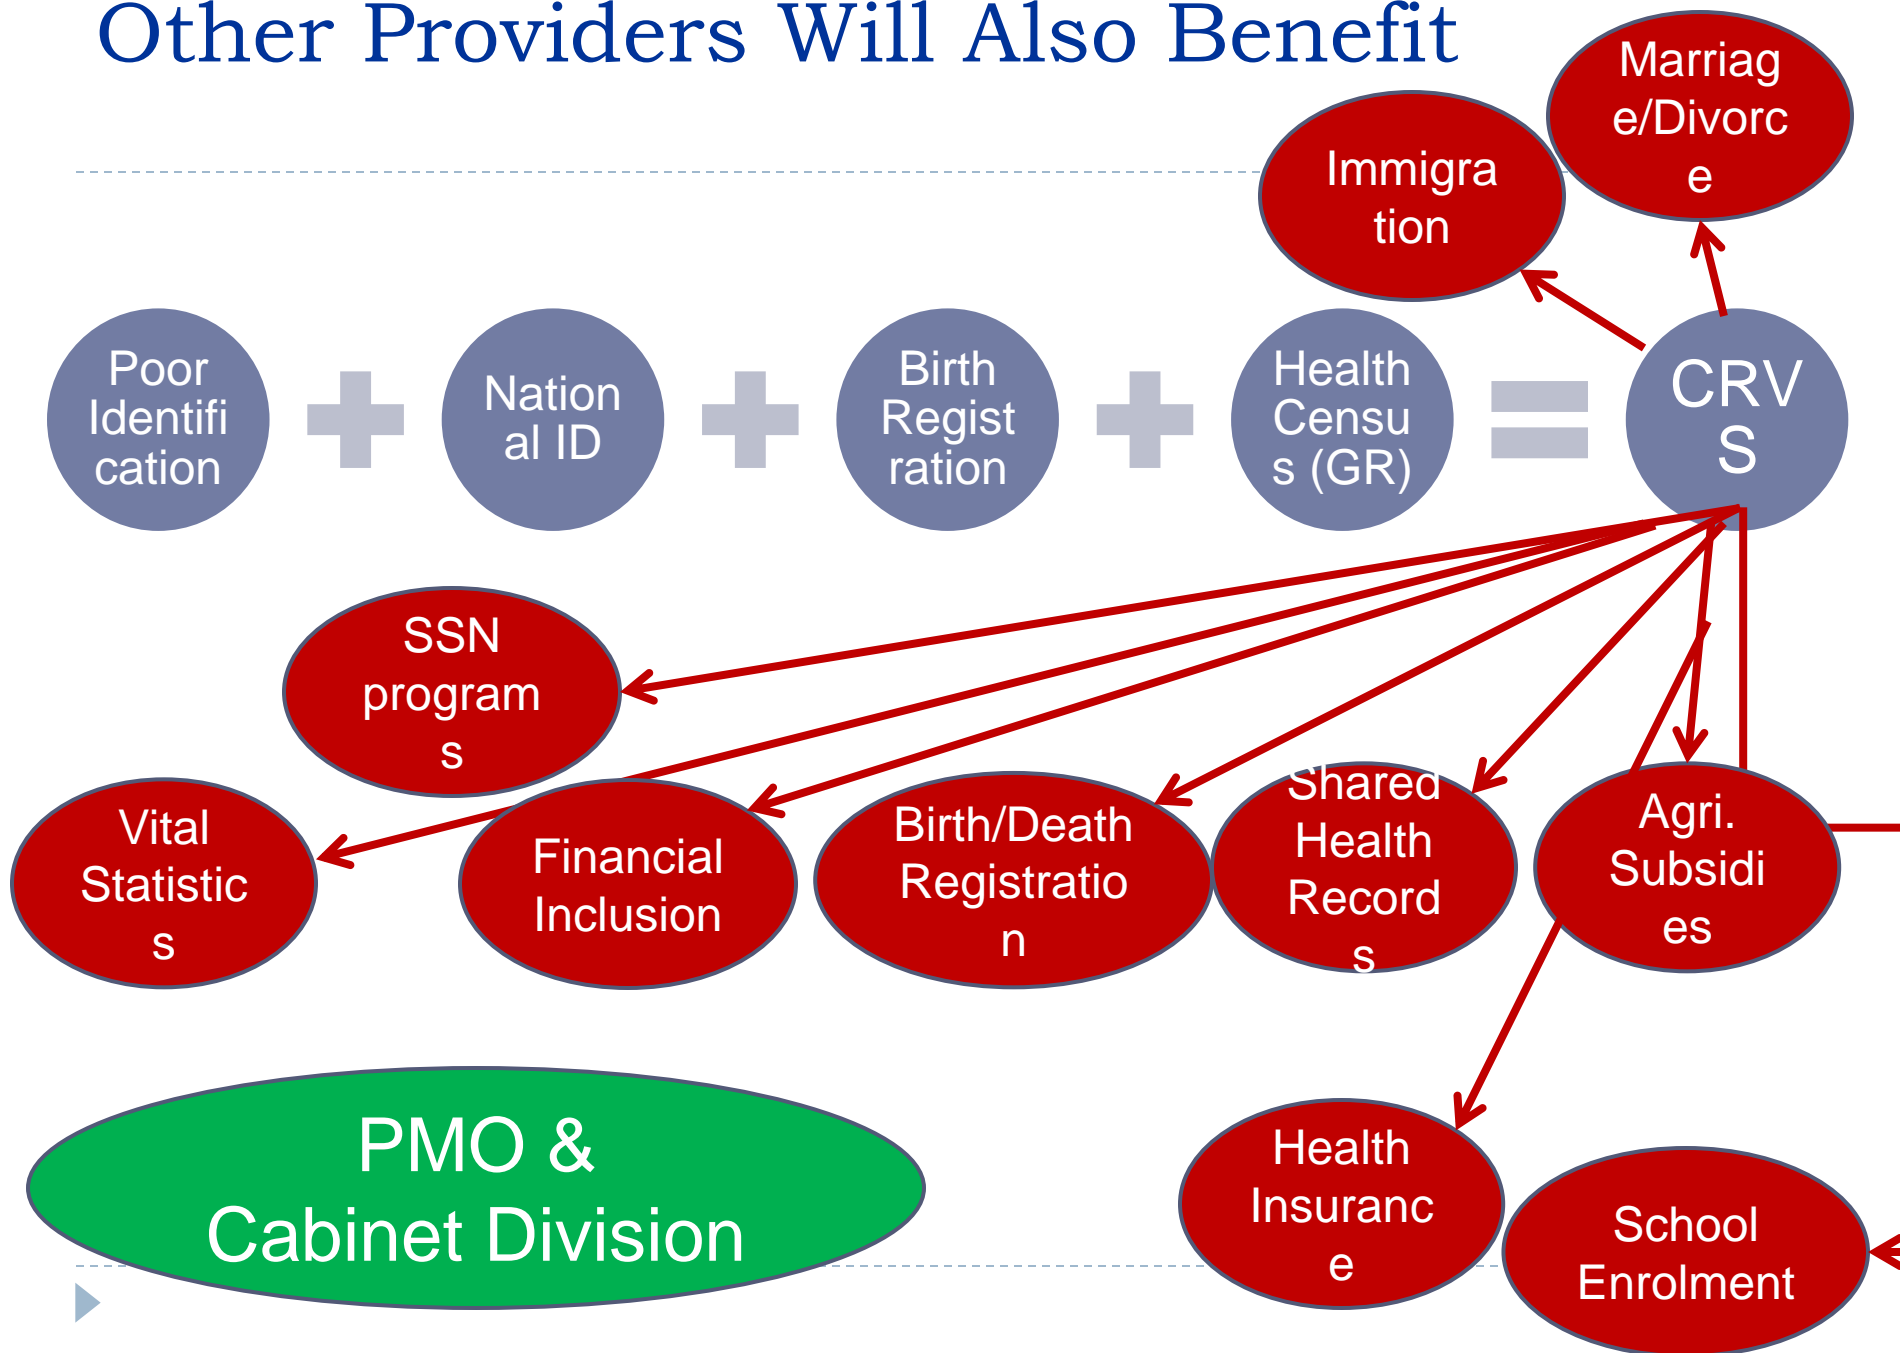 Other Providers Will Also Benefit
Marriag
e/Divorc
e
Immigra
tion
Poor
Identifi
cation
Nation
al ID
Birth
Regist
ration
Health
Censu
s (GR)
CRV
S
SSN
program
s
Vital
Statistic
s
Financial
Inclusion
Birth/Death
Registratio
n
Shared
Health
Record
s
Agri.
Subsidi
es
PMO &
Cabinet Division
Health
Insuranc
e
School
Enrolment